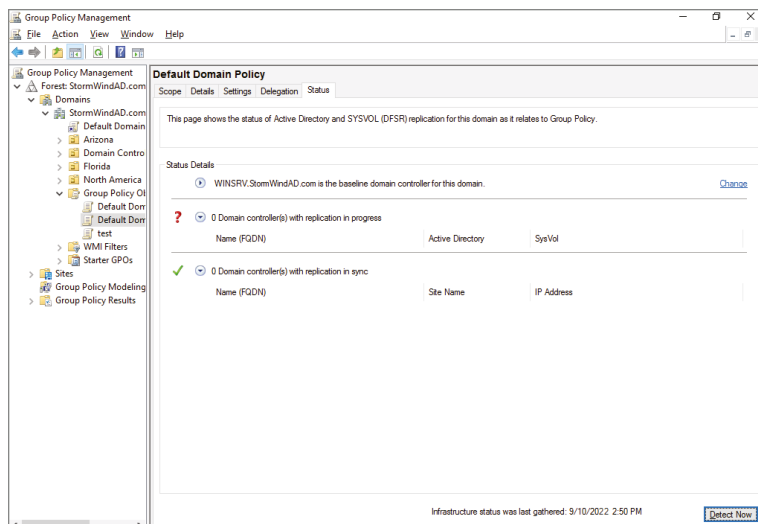 Group Policy Management
File Action View Window Help
Group Policy Management
Forest: StormWindAD.com
Domains
StormWindAD.com
Default Domain
Arizona
Domain Contro
Florida
North America
Group Policy Ol
Default Dom
Default Dom
test
WMI Filters
Starter GPOs
Sites
Group Policy Modeling
Group Policy Results
Default Domain Policy
Scope Details Settings Delegation Status
This page shows the status of Active Directory and SYSVOL (DFSR) replication for this domain as it relates to Group Policy.
Status Details
WINSRV.StormWindAD.com is the baseline domain controller for this domain. Change
0 Domain controller(s) with replication in progress
Name (FQDN) Active Directory SysVol
0 Domain controller(s) with replication in sync
Name (FQDN) Site Name IP Address
Infrastructure status was last gathered: 9/10/2022 2:50 PM Detect Now